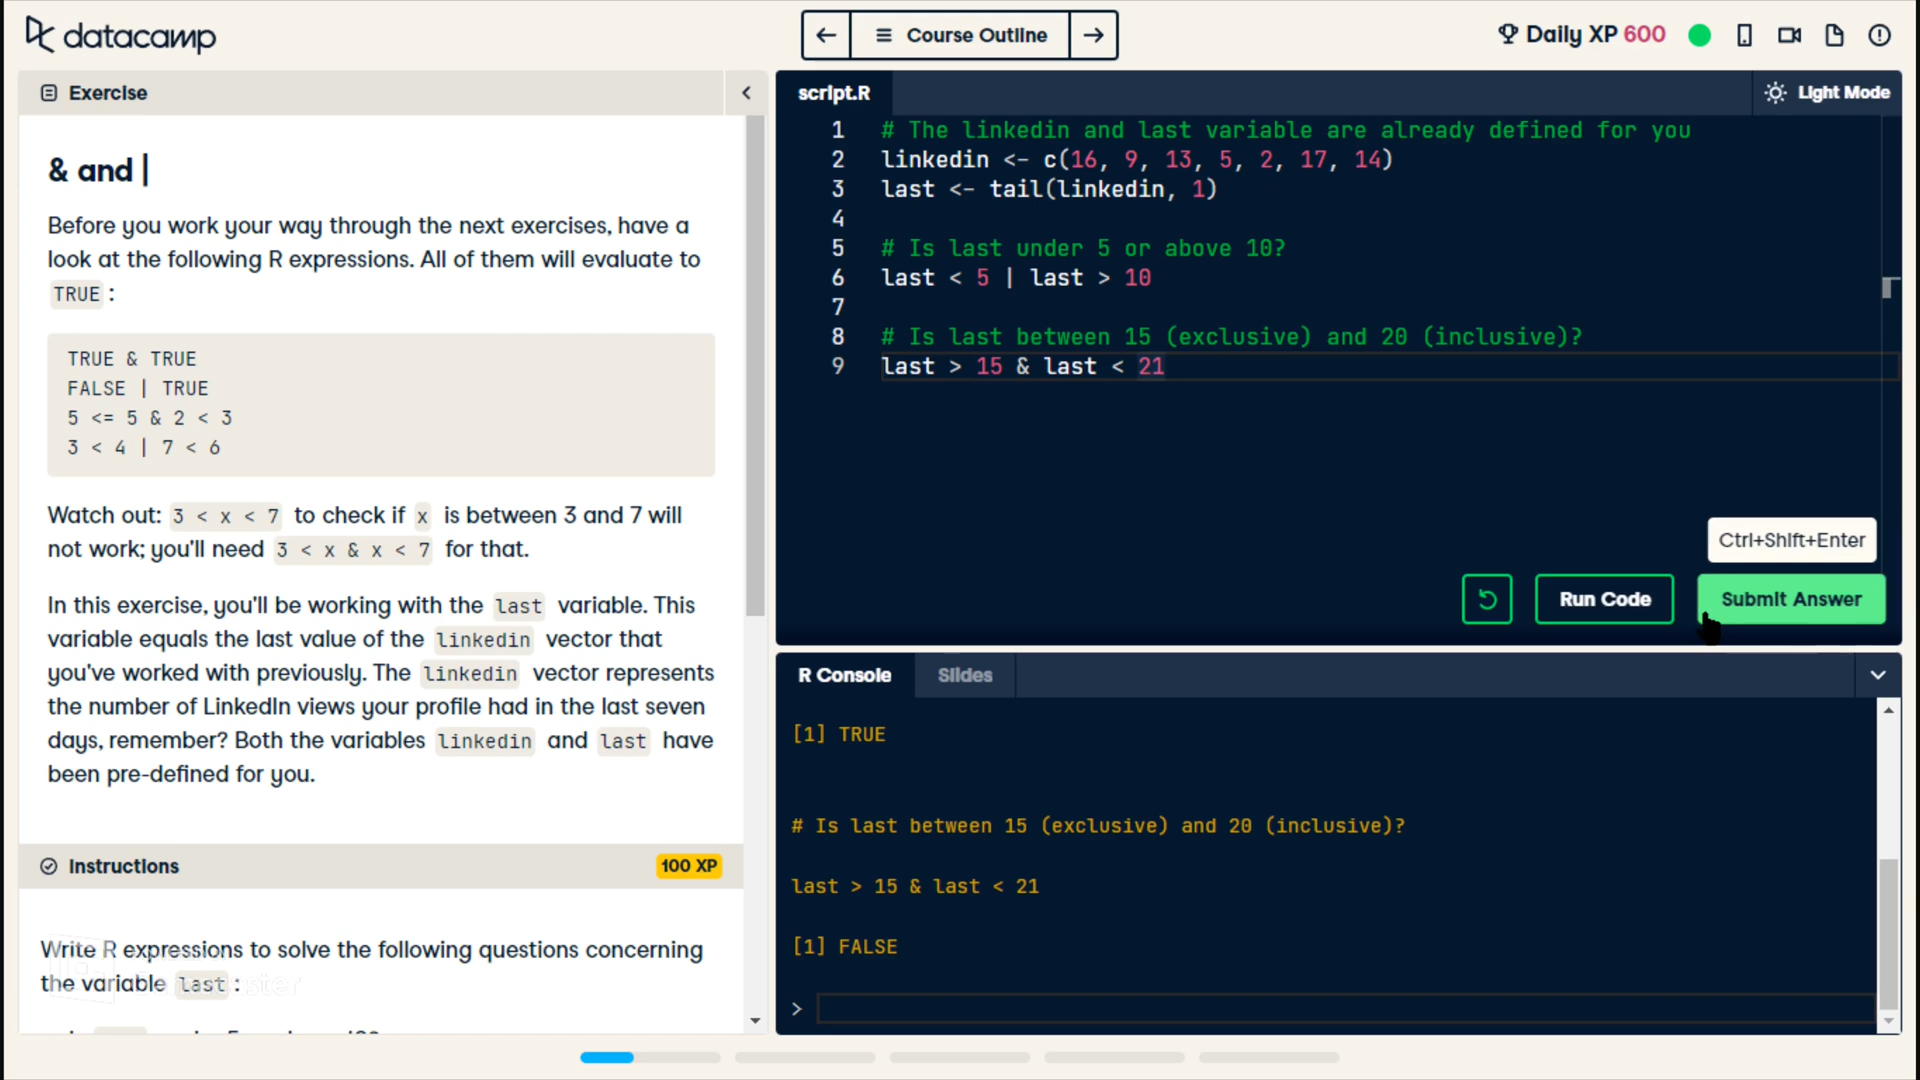 datacamp
Course Outline
Daily XP 600
Exercise
& and |
Before you work your way through the next exercises, have a
look at the following R expressions. All of them will evaluate to
TRUE :
TRUE & TRUE
FALSE | TRUE
5 <= 5 & 2 < 3
3 < 4 | 7 < 6
Watch out: 3 < x < 7 to check if x is between 3 and 7 will
not work; you'll need 3 < x & x < 7 for that.
In this exercise, you'll be working with the last variable. This
variable equals the last value of the linkedin vector that
you've worked with previously. The linkedin vector represents
the number of LinkedIn views your profile had in the last seven
days, remember? Both the variables linkedin and last have
been pre-defined for you.
Instructions
100 XP
Write R expressions to solve the following questions concerning
the variable last :
script.R
Light Mode
1 # The linkedin and last variable are already defined for you
2 linkedin <- c(16, 9, 13, 5, 2, 17, 14)
3 last <- tail(linkedin, 1)
4
5 # Is last under 5 or above 10?
6 last < 5 | last > 10
7
8 # Is last between 15 (exclusive) and 20 (inclusive)?
9 last > 15 & last < 21
Ctrl+Shift+Enter
Run Code
Submit Answer
R Console
Slides
[1] TRUE
# Is last between 15 (exclusive) and 20 (inclusive)?
last > 15 & last < 21
[1] FALSE
>